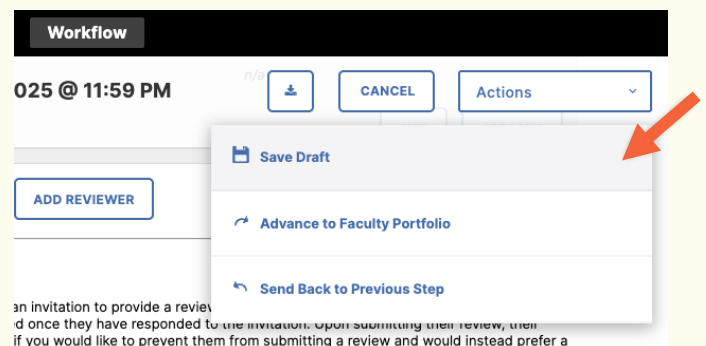 Workflow
025 @ 11:59 PM
n/a
CANCEL
Actions
Save Draft
ADD REVIEWER
Advance to Faculty Portfolio
Send Back to Previous Step
an invitation to provide a review
ed once they have responded to the invitation. Upon submitting their review, their
if you would like to prevent them from submitting a review and would instead prefer a